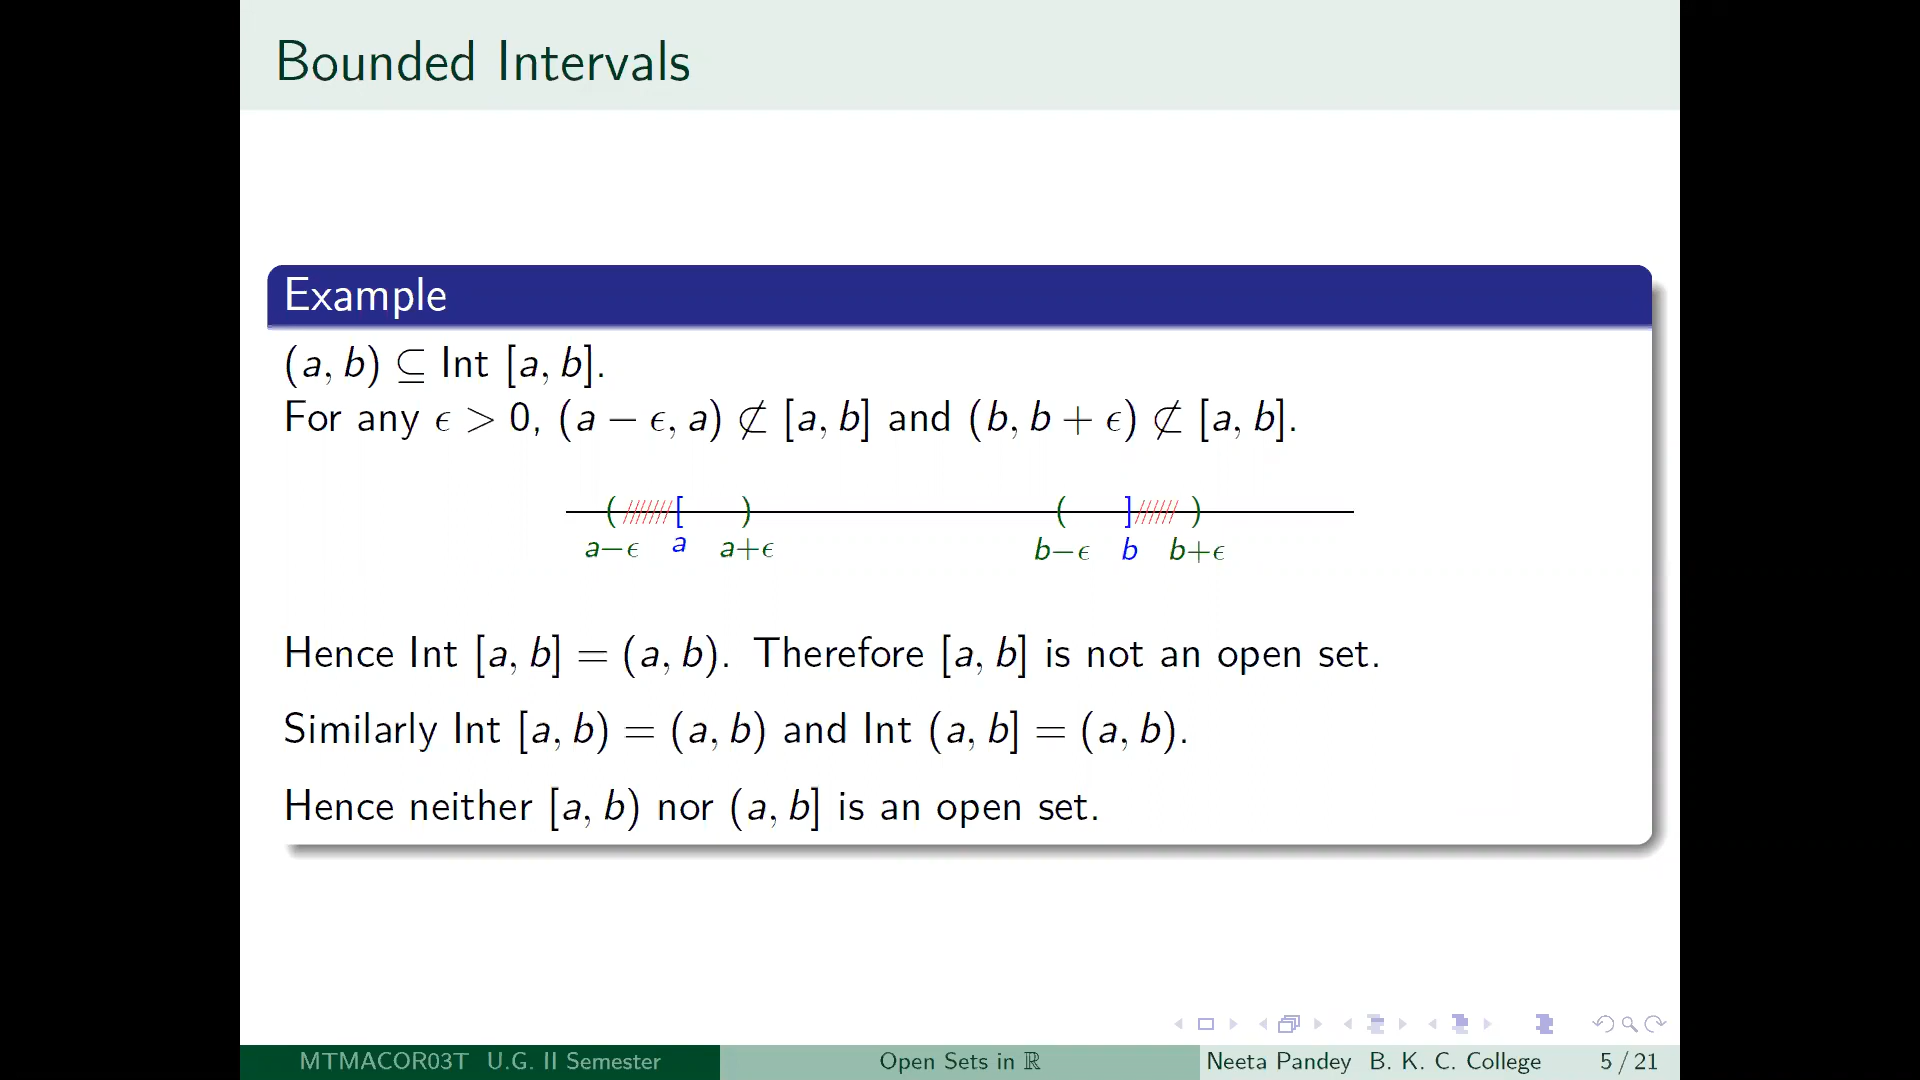 Bounded Intervals
Example
(a, b) ⊆ Int [a, b].
For any ϵ > 0, (a − ϵ, a) ⊄ [a, b] and (b, b + ϵ) ⊄ [a, b].
( [ ) ( ] )
a−ϵ a a+ϵ b−ϵ b b+ϵ
Hence Int [a, b] = (a, b). Therefore [a, b] is not an open set.
Similarly Int [a, b) = (a, b) and Int (a, b] = (a, b).
Hence neither [a, b) nor (a, b] is an open set.
MTMACOR03T U.G. II Semester Open Sets in ℝ Neeta Pandey B. K. C. College 5 / 21